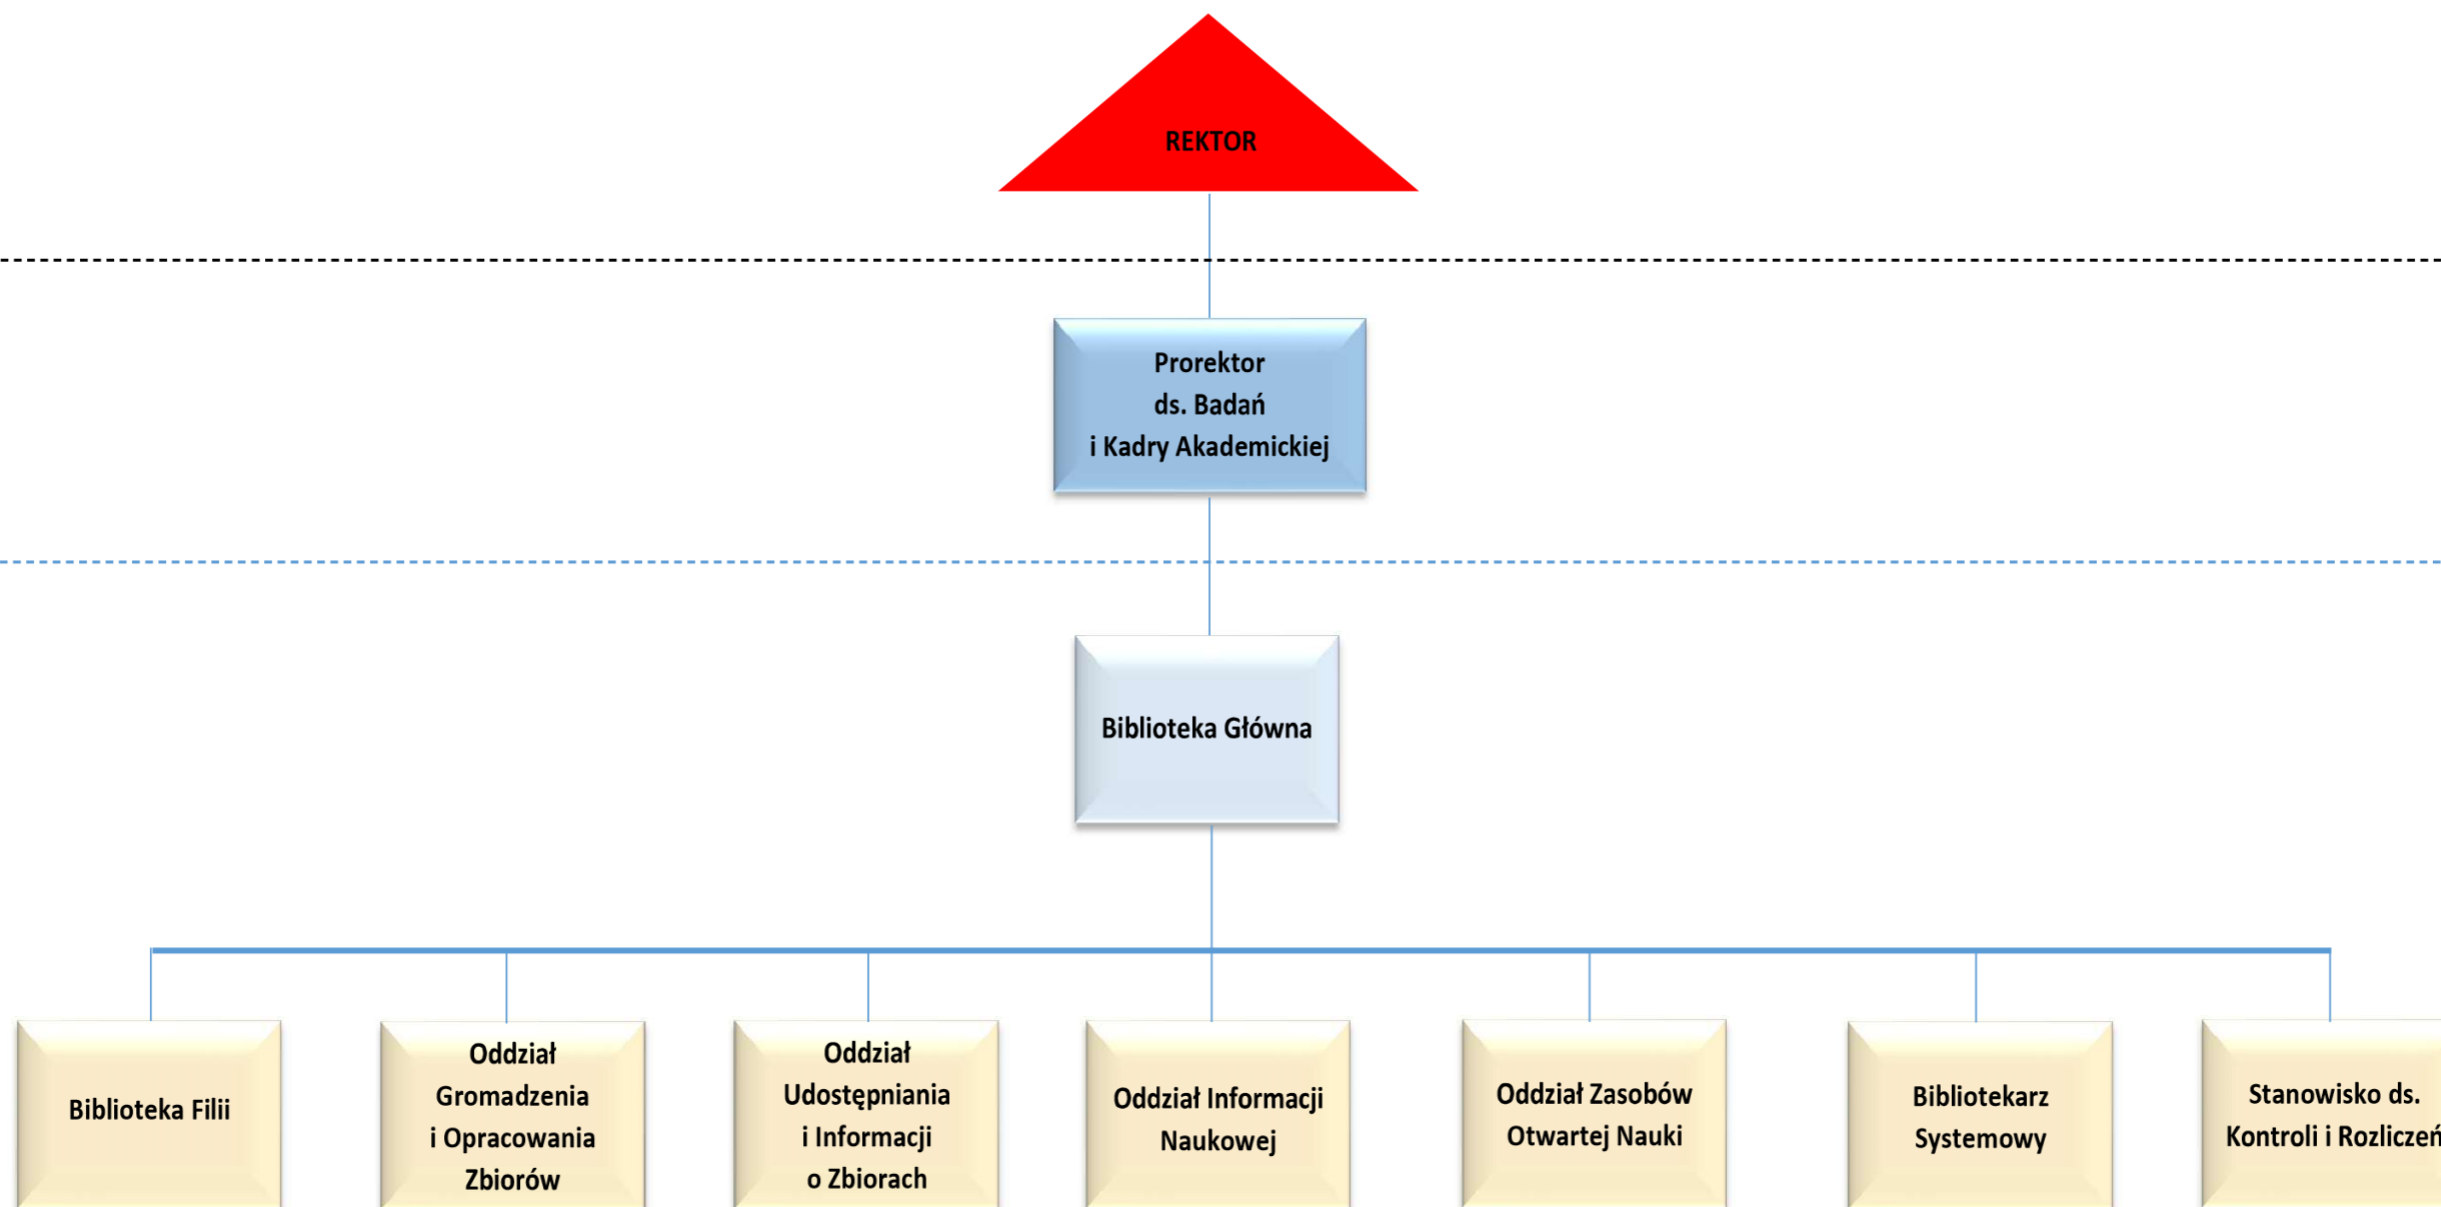 REKTOR
Prorektor
ds. Badań
i Kadry Akademickiej
Biblioteka Główna
Biblioteka Filii
Oddział
Gromadzenia
i Opracowania
Zbiorów
Oddział
Udostępniania
i Informacji
o Zbiorach
Oddział Informacji
Naukowej
Oddział Zasobów
Otwartej Nauki
Bibliotekarz
Systemowy
Stanowisko ds.
Kontroli i Rozliczeń